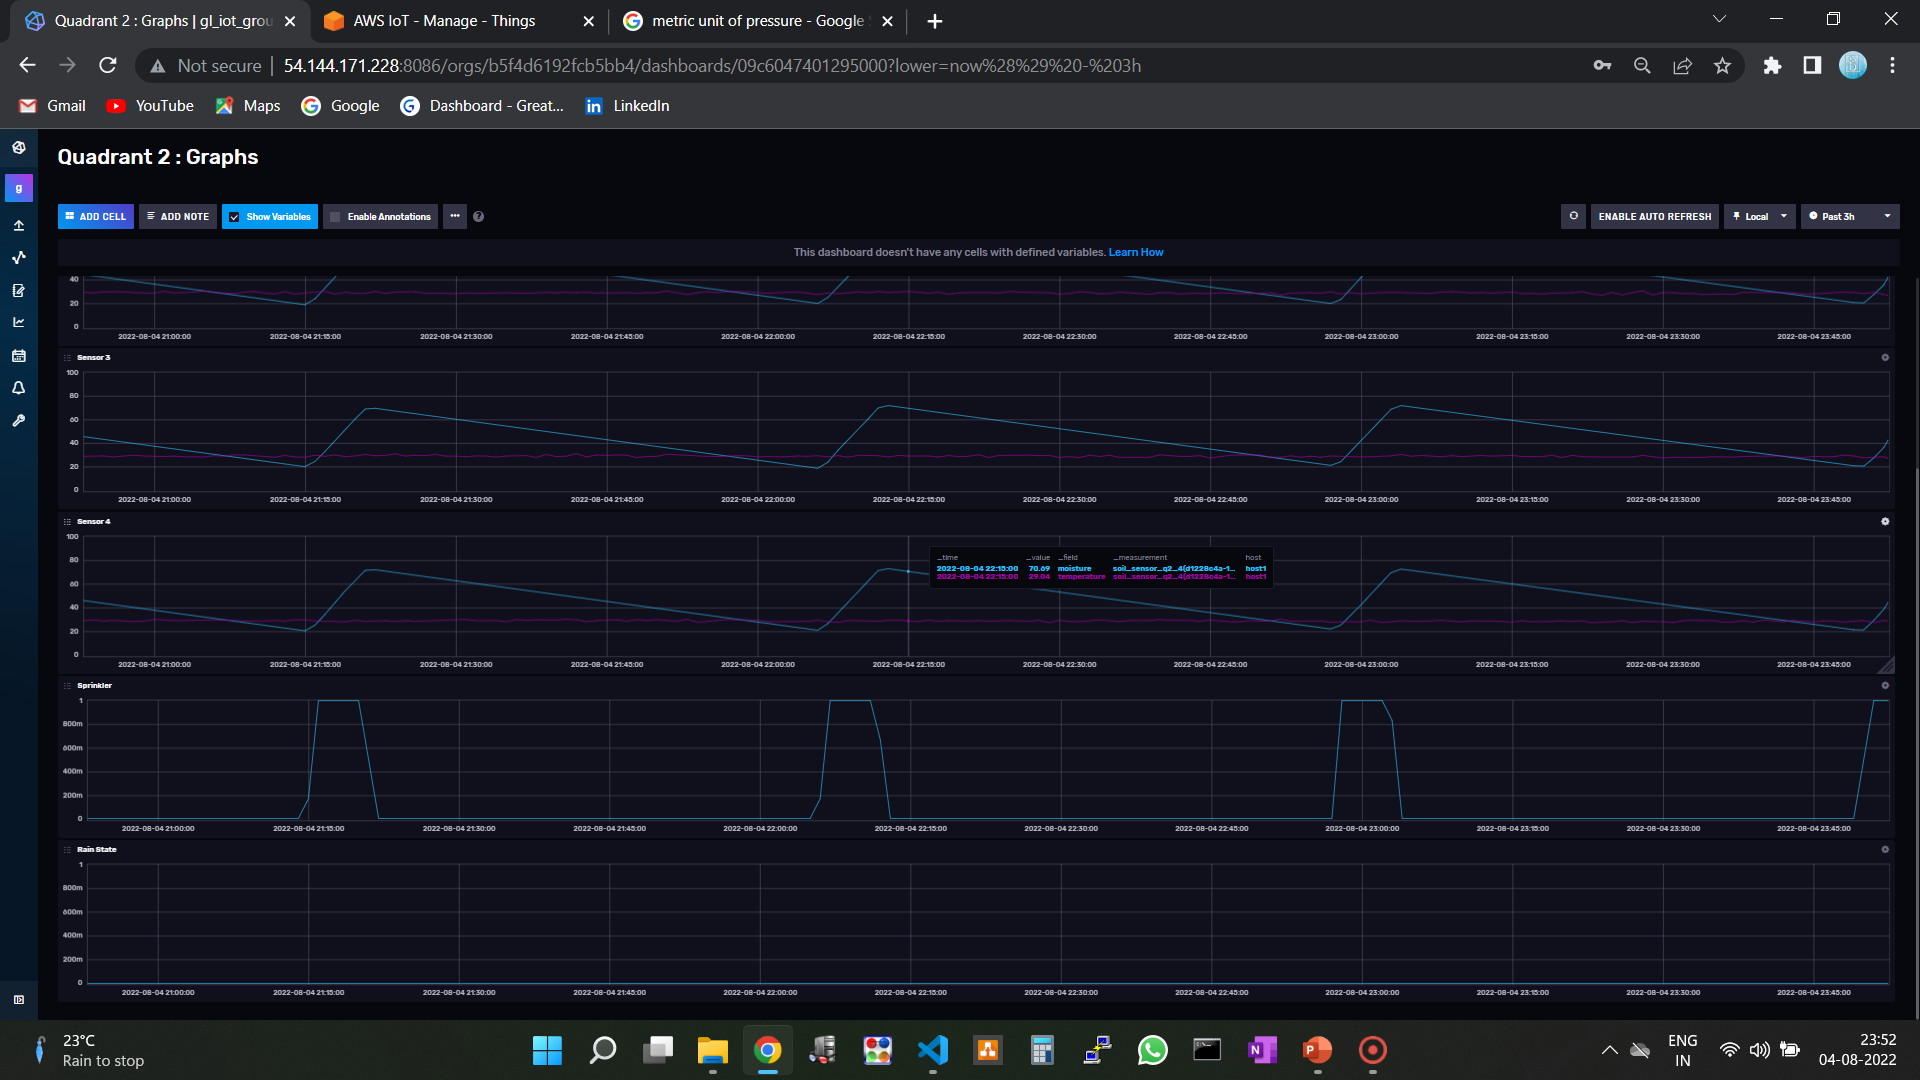 Quadrant 2 : Graphs | gl_iot_grou
AWS IoT - Manage - Things
metric unit of pressure - Google
Not secure | 54.144.171.228:8086/orgs/b5f4d6192fcb5bb4/dashboards/09c6047401295000?lower=now%28%29%20-%203h
Gmail YouTube Maps Google Dashboard - Great... LinkedIn
Quadrant 2 : Graphs
g
ADD CELL ADD NOTE Show Variables Enable Annotations ... ? ENABLE AUTO REFRESH Local Past 3h
This dashboard doesn't have any cells with defined variables. Learn How
40
20
0
2022-08-04 21:00:00 2022-08-04 21:15:00 2022-08-04 21:30:00 2022-08-04 21:45:00 2022-08-04 22:00:00 2022-08-04 22:15:00 2022-08-04 22:30:00 2022-08-04 22:45:00 2022-08-04 23:00:00 2022-08-04 23:15:00 2022-08-04 23:30:00 2022-08-04 23:45:00
Sensor 3
100
80
60
40
20
0
2022-08-04 21:00:00 2022-08-04 21:15:00 2022-08-04 21:30:00 2022-08-04 21:45:00 2022-08-04 22:00:00 2022-08-04 22:15:00 2022-08-04 22:30:00 2022-08-04 22:45:00 2022-08-04 23:00:00 2022-08-04 23:15:00 2022-08-04 23:30:00 2022-08-04 23:45:00
Sensor 4
100
80
60
40
20
0
_time _value _field _measurement host
2022-08-04 22:15:00 70.69 moisture soil_sensor_q2_4(d1228c4a-1... host1
2022-08-04 22:15:00 29.04 temperature soil_sensor_q2_4(d1228c4a-1... host1
2022-08-04 21:00:00 2022-08-04 21:15:00 2022-08-04 21:30:00 2022-08-04 21:45:00 2022-08-04 22:00:00 2022-08-04 22:15:00 2022-08-04 22:30:00 2022-08-04 22:45:00 2022-08-04 23:00:00 2022-08-04 23:15:00 2022-08-04 23:30:00 2022-08-04 23:45:00
Sprinkler
1
800m
600m
400m
200m
0
2022-08-04 21:00:00 2022-08-04 21:15:00 2022-08-04 21:30:00 2022-08-04 21:45:00 2022-08-04 22:00:00 2022-08-04 22:15:00 2022-08-04 22:30:00 2022-08-04 22:45:00 2022-08-04 23:00:00 2022-08-04 23:15:00 2022-08-04 23:30:00 2022-08-04 23:45:00
Rain State
1
800m
600m
400m
200m
0
2022-08-04 21:00:00 2022-08-04 21:15:00 2022-08-04 21:30:00 2022-08-04 21:45:00 2022-08-04 22:00:00 2022-08-04 22:15:00 2022-08-04 22:30:00 2022-08-04 22:45:00 2022-08-04 23:00:00 2022-08-04 23:15:00 2022-08-04 23:30:00 2022-08-04 23:45:00
23°C
Rain to stop
ENG
IN
23:52
04-08-2022